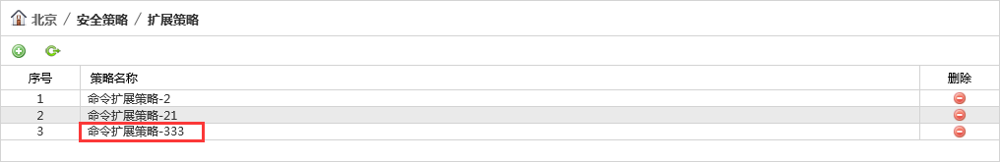 北京 / 安全策略 / 扩展策略
序号 策略名称 删除
1 命令扩展策略-2
2 命令扩展策略-21
3 命令扩展策略-333